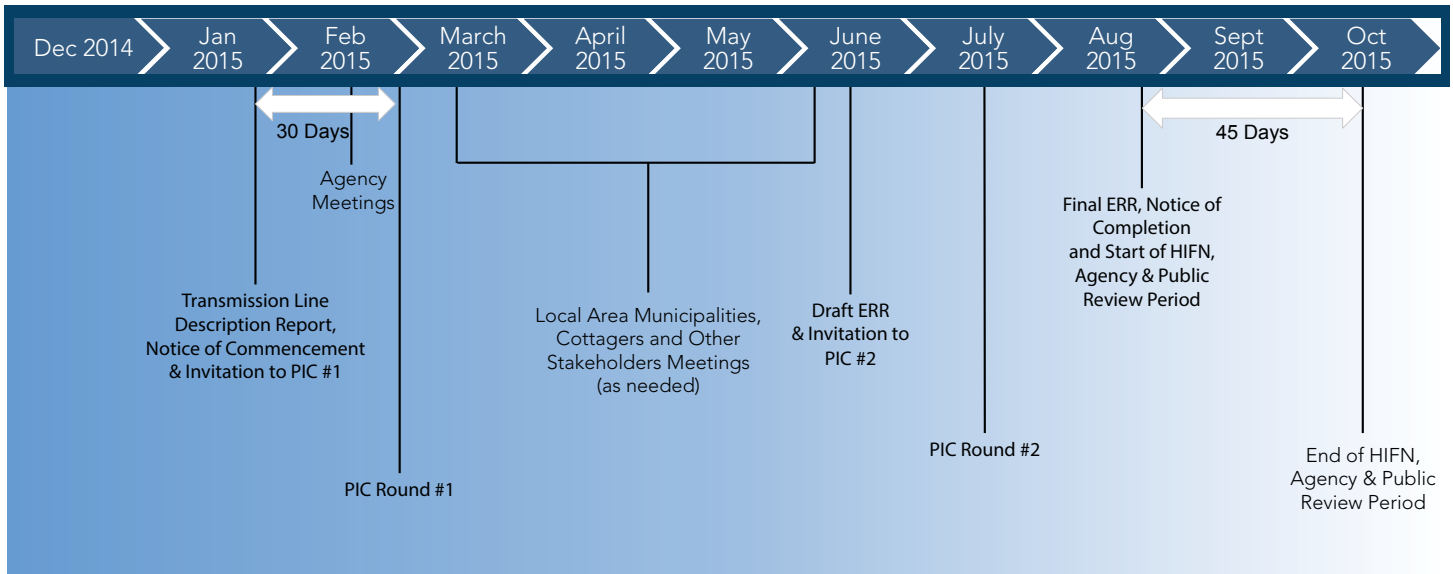 Dec 2014
Jan
2015
Feb
2015
March
2015
April
2015
May
2015
June
2015
July
2015
Aug
2015
Sept
2015
Oct
2015
30 Days
45 Days
Agency
Meetings
Transmission Line
Description Report,
Notice of Commencement
& Invitation to PIC #1
PIC Round #1
Local Area Municipalities,
Cottagers and Other
Stakeholders Meetings
(as needed)
Draft ERR
& Invitation to
PIC #2
PIC Round #2
Final ERR, Notice of
Completion
and Start of HIFN,
Agency & Public
Review Period
End of HIFN,
Agency & Public
Review Period